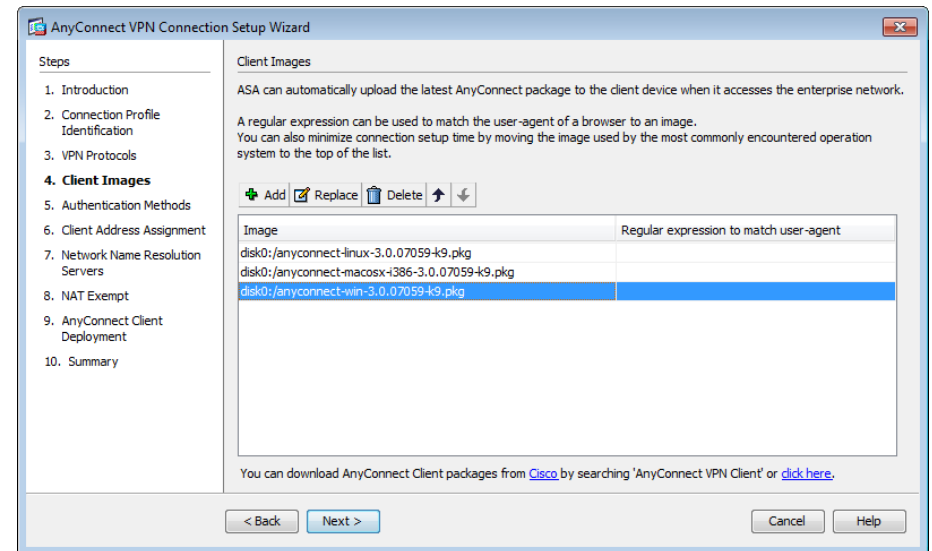 AnyConnect VPN Connection Setup Wizard
Steps
1. Introduction
2. Connection Profile
Identification
3. VPN Protocols
4. Client Images
5. Authentication Methods
6. Client Address Assignment
7. Network Name Resolution
Servers
8. NAT Exempt
9. AnyConnect Client
Deployment
10. Summary
Client Images
ASA can automatically upload the latest AnyConnect package to the client device when it accesses the enterprise network.
A regular expression can be used to match the user-agent of a browser to an image.
You can also minimize connection setup time by moving the image used by the most commonly encountered operation
system to the top of the list.
Add Replace Delete
Image Regular expression to match user-agent
disk0:/anyconnect-linux-3.0.07059-k9.pkg
disk0:/anyconnect-macosx-i386-3.0.07059-k9.pkg
disk0:/anyconnect-win-3.0.07059-k9.pkg
You can download AnyConnect Client packages from Cisco by searching 'AnyConnect VPN Client' or click here.
< Back Next > Cancel Help